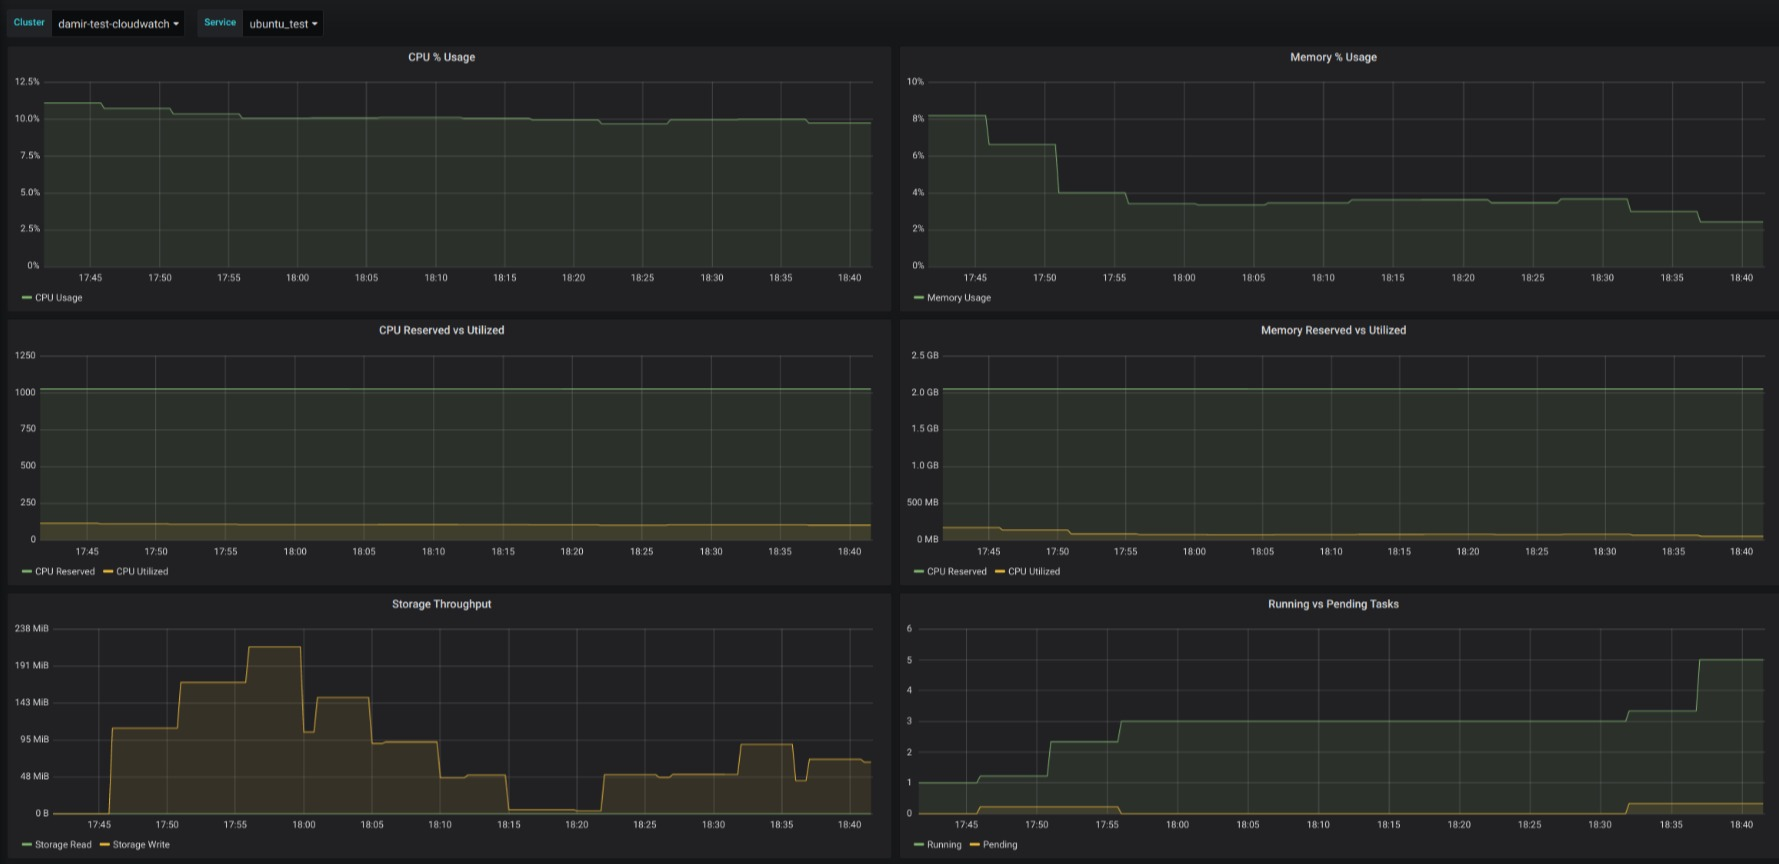 Cluster damir-test-cloudwatch Service ubuntu_test
CPU % Usage
12.5%
10.0%
7.5%
5.0%
2.5%
0%
17:45 17:50 17:55 18:00 18:05 18:10 18:15 18:20 18:25 18:30 18:35 18:40
CPU Usage
Memory % Usage
10%
8%
6%
4%
2%
0%
17:45 17:50 17:55 18:00 18:05 18:10 18:15 18:20 18:25 18:30 18:35 18:40
Memory Usage
CPU Reserved vs Utilized
1250
1000
750
500
250
0
17:45 17:50 17:55 18:00 18:05 18:10 18:15 18:20 18:25 18:30 18:35 18:40
CPU Reserved CPU Utilized
Memory Reserved vs Utilized
2.5 GB
2.0 GB
1.5 GB
1.0 GB
500 MB
0 MB
17:45 17:50 17:55 18:00 18:05 18:10 18:15 18:20 18:25 18:30 18:35 18:40
CPU Reserved CPU Utilized
Storage Throughput
238 MiB
191 MiB
143 MiB
95 MiB
48 MiB
0 B
17:45 17:50 17:55 18:00 18:05 18:10 18:15 18:20 18:25 18:30 18:35 18:40
Storage Read Storage Write
Running vs Pending Tasks
6
5
4
3
2
1
0
17:45 17:50 17:55 18:00 18:05 18:10 18:15 18:20 18:25 18:30 18:35 18:40
Running Pending